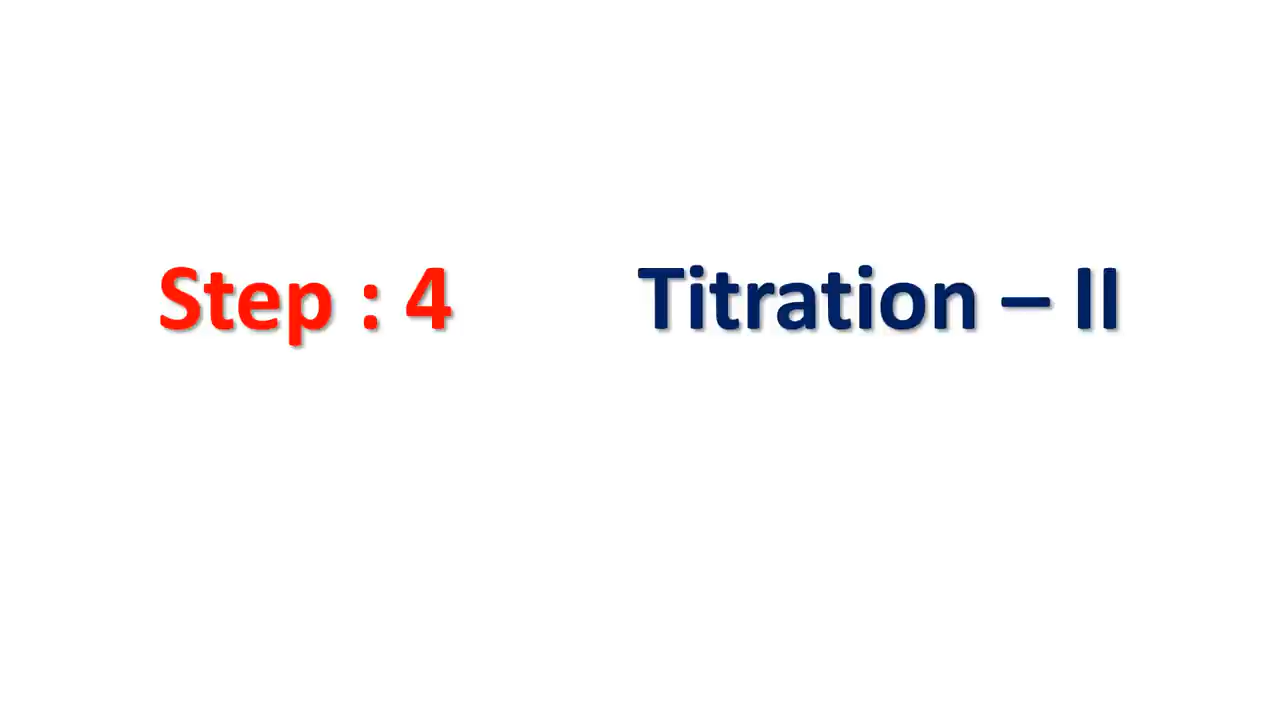 Step : 4 Titration – II